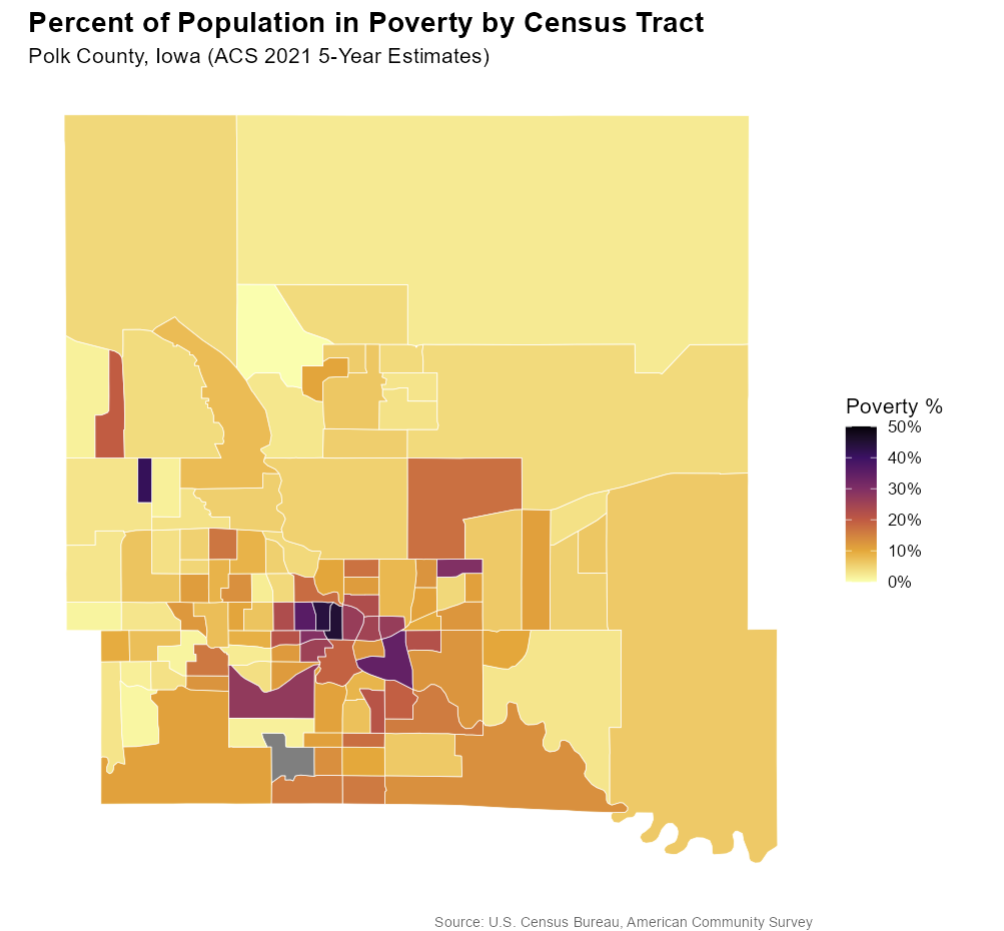 Percent of Population in Poverty by Census Tract
Polk County, Iowa (ACS 2021 5-Year Estimates)
Poverty %
50%
40%
30%
20%
10%
0%
Source: U.S. Census Bureau, American Community Survey